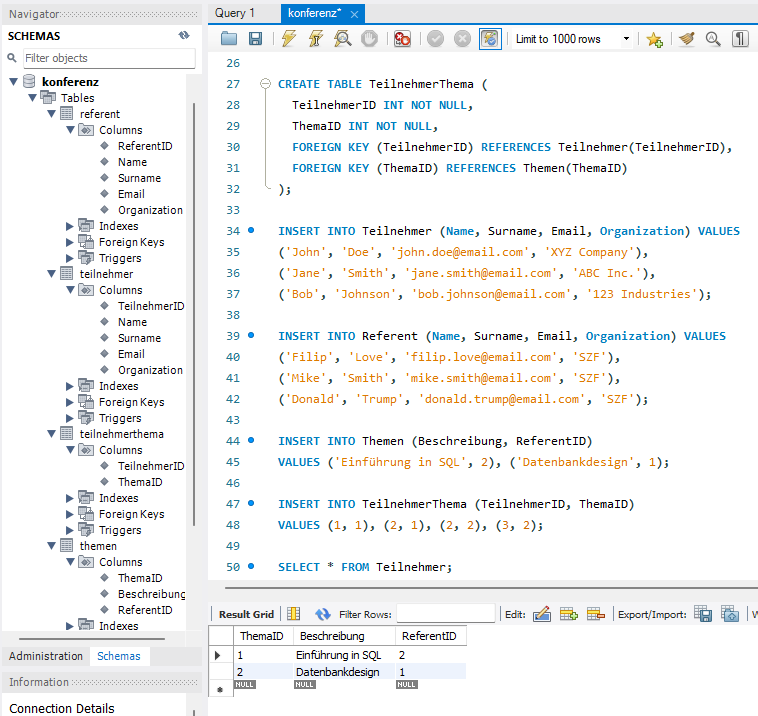 Navigator
SCHEMAS
Filter objects
konferenz
Tables
referent
Columns
ReferentID
Name
Surname
Email
Organization
Indexes
Foreign Keys
Triggers
teilnehmer
Columns
TeilnehmerID
Name
Surname
Email
Organization
Indexes
Foreign Keys
Triggers
teilnehmerthema
Columns
TeilnehmerID
ThemaID
Indexes
Foreign Keys
Triggers
themen
Columns
ThemaID
Beschreibung
ReferentID
Indexes
Administration Schemas
Information
Connection Details
Query 1 konferenz*
Limit to 1000 rows
26
27 CREATE TABLE TeilnehmerThema (
28 TeilnehmerID INT NOT NULL,
29 ThemaID INT NOT NULL,
30 FOREIGN KEY (TeilnehmerID) REFERENCES Teilnehmer(TeilnehmerID),
31 FOREIGN KEY (ThemaID) REFERENCES Themen(ThemaID)
32 );
33
34 INSERT INTO Teilnehmer (Name, Surname, Email, Organization) VALUES
35 ('John', 'Doe', 'john.doe@email.com', 'XYZ Company'),
36 ('Jane', 'Smith', 'jane.smith@email.com', 'ABC Inc.'),
37 ('Bob', 'Johnson', 'bob.johnson@email.com', '123 Industries');
38
39 INSERT INTO Referent (Name, Surname, Email, Organization) VALUES
40 ('Filip', 'Love', 'filip.love@email.com', 'SZF'),
41 ('Mike', 'Smith', 'mike.smith@email.com', 'SZF'),
42 ('Donald', 'Trump', 'donald.trump@email.com', 'SZF');
43
44 INSERT INTO Themen (Beschreibung, ReferentID)
45 VALUES ('Einführung in SQL', 2), ('Datenbankdesign', 1);
46
47 INSERT INTO TeilnehmerThema (TeilnehmerID, ThemaID)
48 VALUES (1, 1), (2, 1), (2, 2), (3, 2);
49
50 SELECT * FROM Teilnehmer;
Result Grid Filter Rows: Edit: Export/Import: W
ThemaID Beschreibung ReferentID
1 Einführung in SQL 2
2 Datenbankdesign 1
NULL NULL NULL